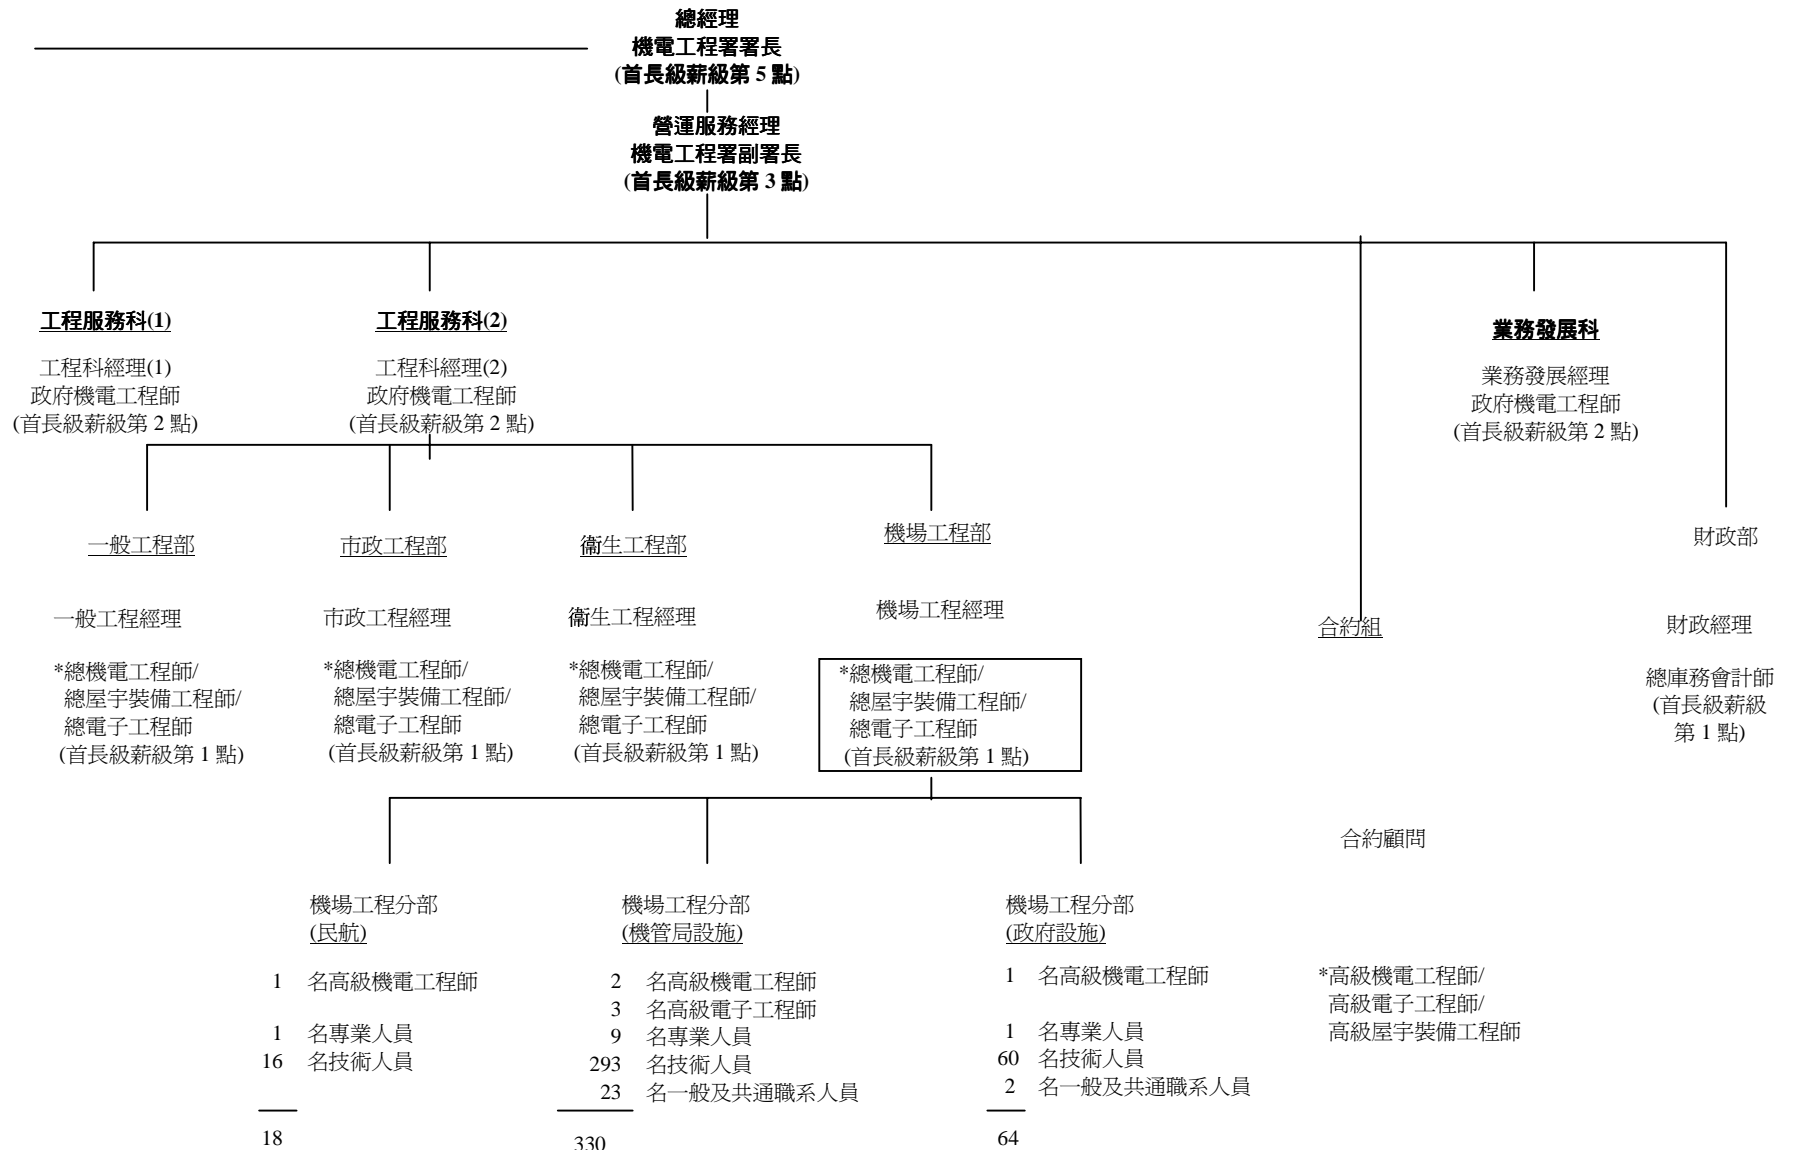 總經理
機電工程署署長
(首長級薪級第 5 點)
營運服務經理
機電工程署副署長
(首長級薪級第 3 點)
工程服務科(1)
工程科經理(1)
政府機電工程師
(首長級薪級第 2 點)
工程服務科(2)
工程科經理(2)
政府機電工程師
(首長級薪級第 2 點)
業務發展科
業務發展經理
政府機電工程師
(首長級薪級第 2 點)
一般工程部
一般工程經理
*總機電工程師/
總屋宇裝備工程師/
總電子工程師
(首長級薪級第 1 點)
市政工程部
市政工程經理
*總機電工程師/
總屋宇裝備工程師/
總電子工程師
(首長級薪級第 1 點)
衞生工程部
衞生工程經理
*總機電工程師/
總屋宇裝備工程師/
總電子工程師
(首長級薪級第 1 點)
機場工程部
機場工程經理
*總機電工程師/
總屋宇裝備工程師/
總電子工程師
(首長級薪級第 1 點)
合約組
合約顧問
*高級機電工程師/
高級電子工程師/
高級屋宇裝備工程師
財政部
財政經理
總庫務會計師
(首長級薪級
第 1 點)
機場工程分部
(民航)
1 名高級機電工程師
1 名專業人員
16 名技術人員
18
機場工程分部
(機管局設施)
2 名高級機電工程師
3 名高級電子工程師
9 名專業人員
293 名技術人員
23 名一般及共通職系人員
330
機場工程分部
(政府設施)
1 名高級機電工程師
1 名專業人員
60 名技術人員
2 名一般及共通職系人員
64